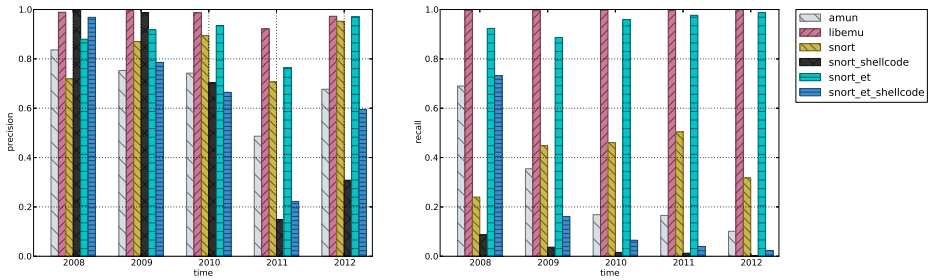 1.0
0.8
0.6
0.4
0.2
0.0
precision
2008 2009 2010 2011 2012
time
1.0
0.8
0.6
0.4
0.2
0.0
recall
2008 2009 2010 2011 2012
time
amun
libemu
snort
snort_shellcode
snort_et
snort_et_shellcode